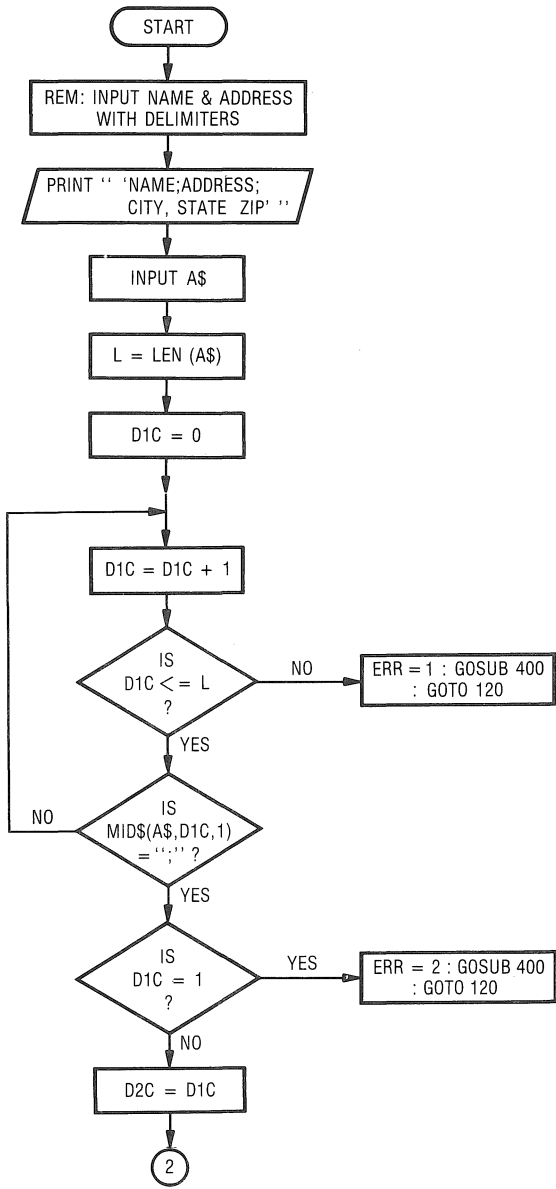 START
REM: INPUT NAME & ADDRESS
WITH DELIMITERS
PRINT “ ‘NAME;ADDRESS;
CITY, STATE ZIP’ ”
INPUT A$
L = LEN (A$)
D1C = 0
D1C = D1C + 1
IS
D1C <= L
?
NO
ERR = 1 : GOSUB 400
: GOTO 120
YES
IS
MID$(A$,D1C,1)
= “;” ?
NO
YES
IS
D1C = 1
?
YES
ERR = 2 : GOSUB 400
: GOTO 120
NO
D2C = D1C
2